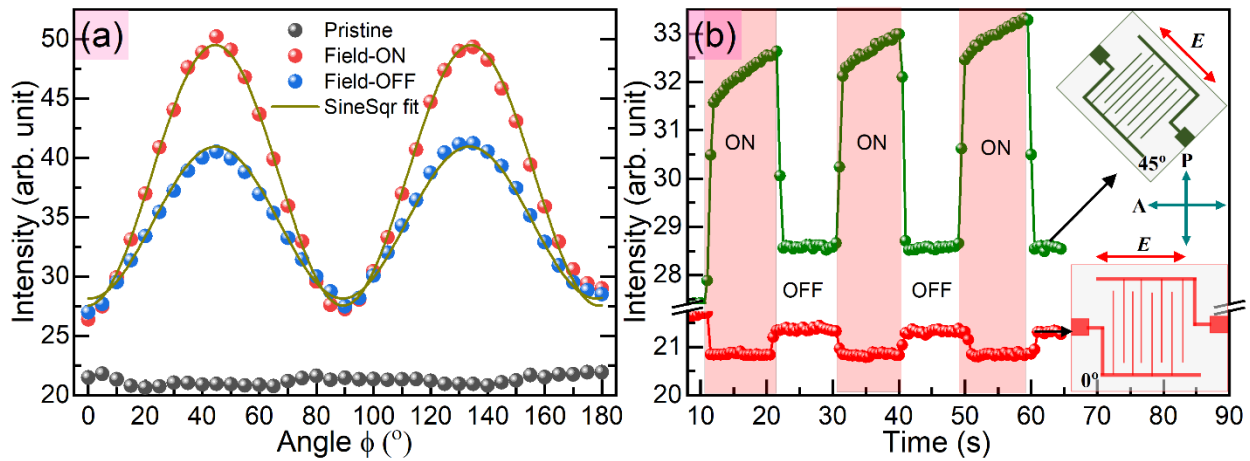 (a)
Pristine
Field-ON
Field-OFF
SineSqr fit
Intensity (arb. unit)
50
45
40
35
30
25
20
0 20 40 60 80 100 120 140 160 180
Angle ϕ (º)
(b)
Intensity (arb. unit)
33
32
31
30
29
28
21
20
ON
ON
ON
OFF
OFF
E
45º
P
A
E
0º
10 20 30 40 50 60 70 80 90
Time (s)